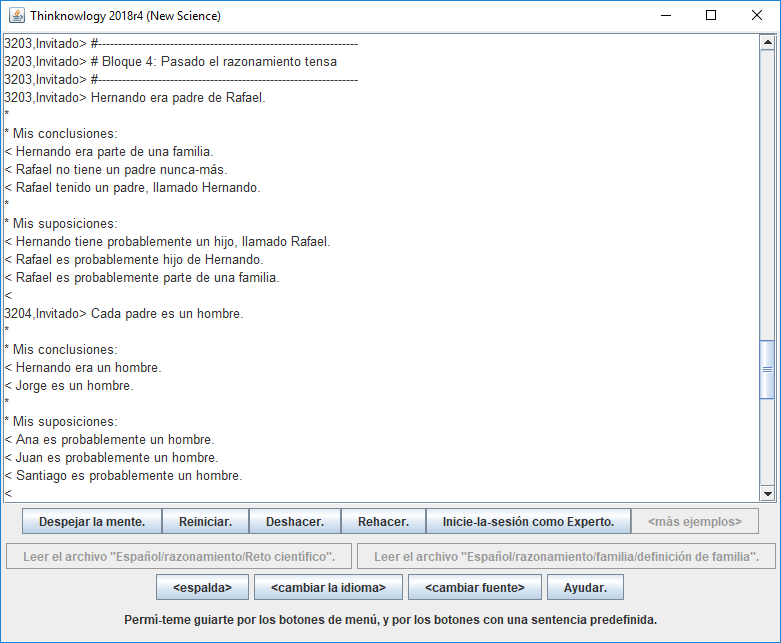 Thinknowlogy 2018r4 (New Science)
3203,Invitado> #-----------------------------------------------------------------
3203,Invitado> # Bloque 4: Pasado el razonamiento tensa
3203,Invitado> #-----------------------------------------------------------------
3203,Invitado> Hernando era padre de Rafael.
*
* Mis conclusiones:
< Hernando era parte de una familia.
< Rafael no tiene un padre nunca-más.
< Rafael tenido un padre, llamado Hernando.
*
* Mis suposiciones:
< Hernando tiene probablemente un hijo, llamado Rafael.
< Rafael es probablemente hijo de Hernando.
< Rafael es probablemente parte de una familia.
<
3204,Invitado> Cada padre es un hombre.
*
* Mis conclusiones:
< Hernando era un hombre.
< Jorge es un hombre.
*
* Mis suposiciones:
< Ana es probablemente un hombre.
< Juan es probablemente un hombre.
< Santiago es probablemente un hombre.
<
Despejar la mente. Reiniciar. Deshacer. Rehacer. Inicie-la-sesión como Experto. <más ejemplos>
Leer el archivo "Español/razonamiento/Reto científico". Leer el archivo "Español/razonamiento/familia/definición de familia".
<espalda> <cambiar la idioma> <cambiar fuente> Ayudar.
Permí-teme guiarte por los botones de menú, y por los botones con una sentencia predefinida.